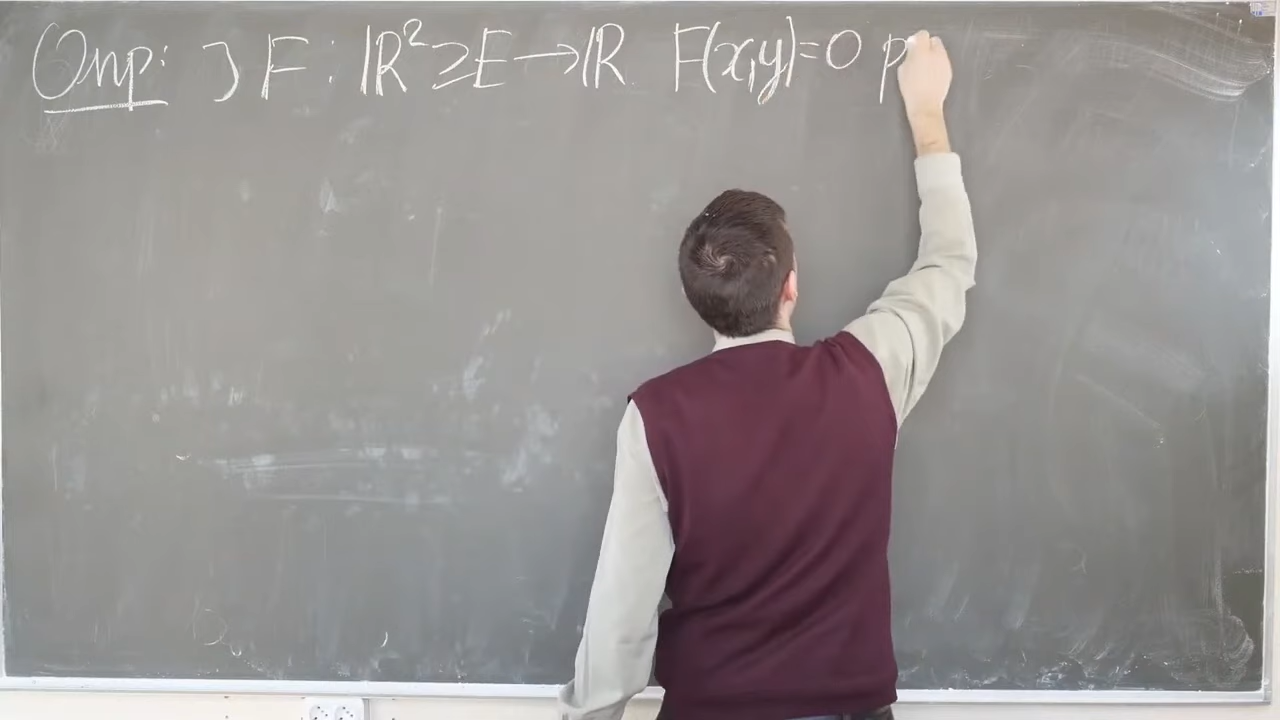 Опр: ] F : ℝ² ⊇ E → ℝ F(x,y)=0 р